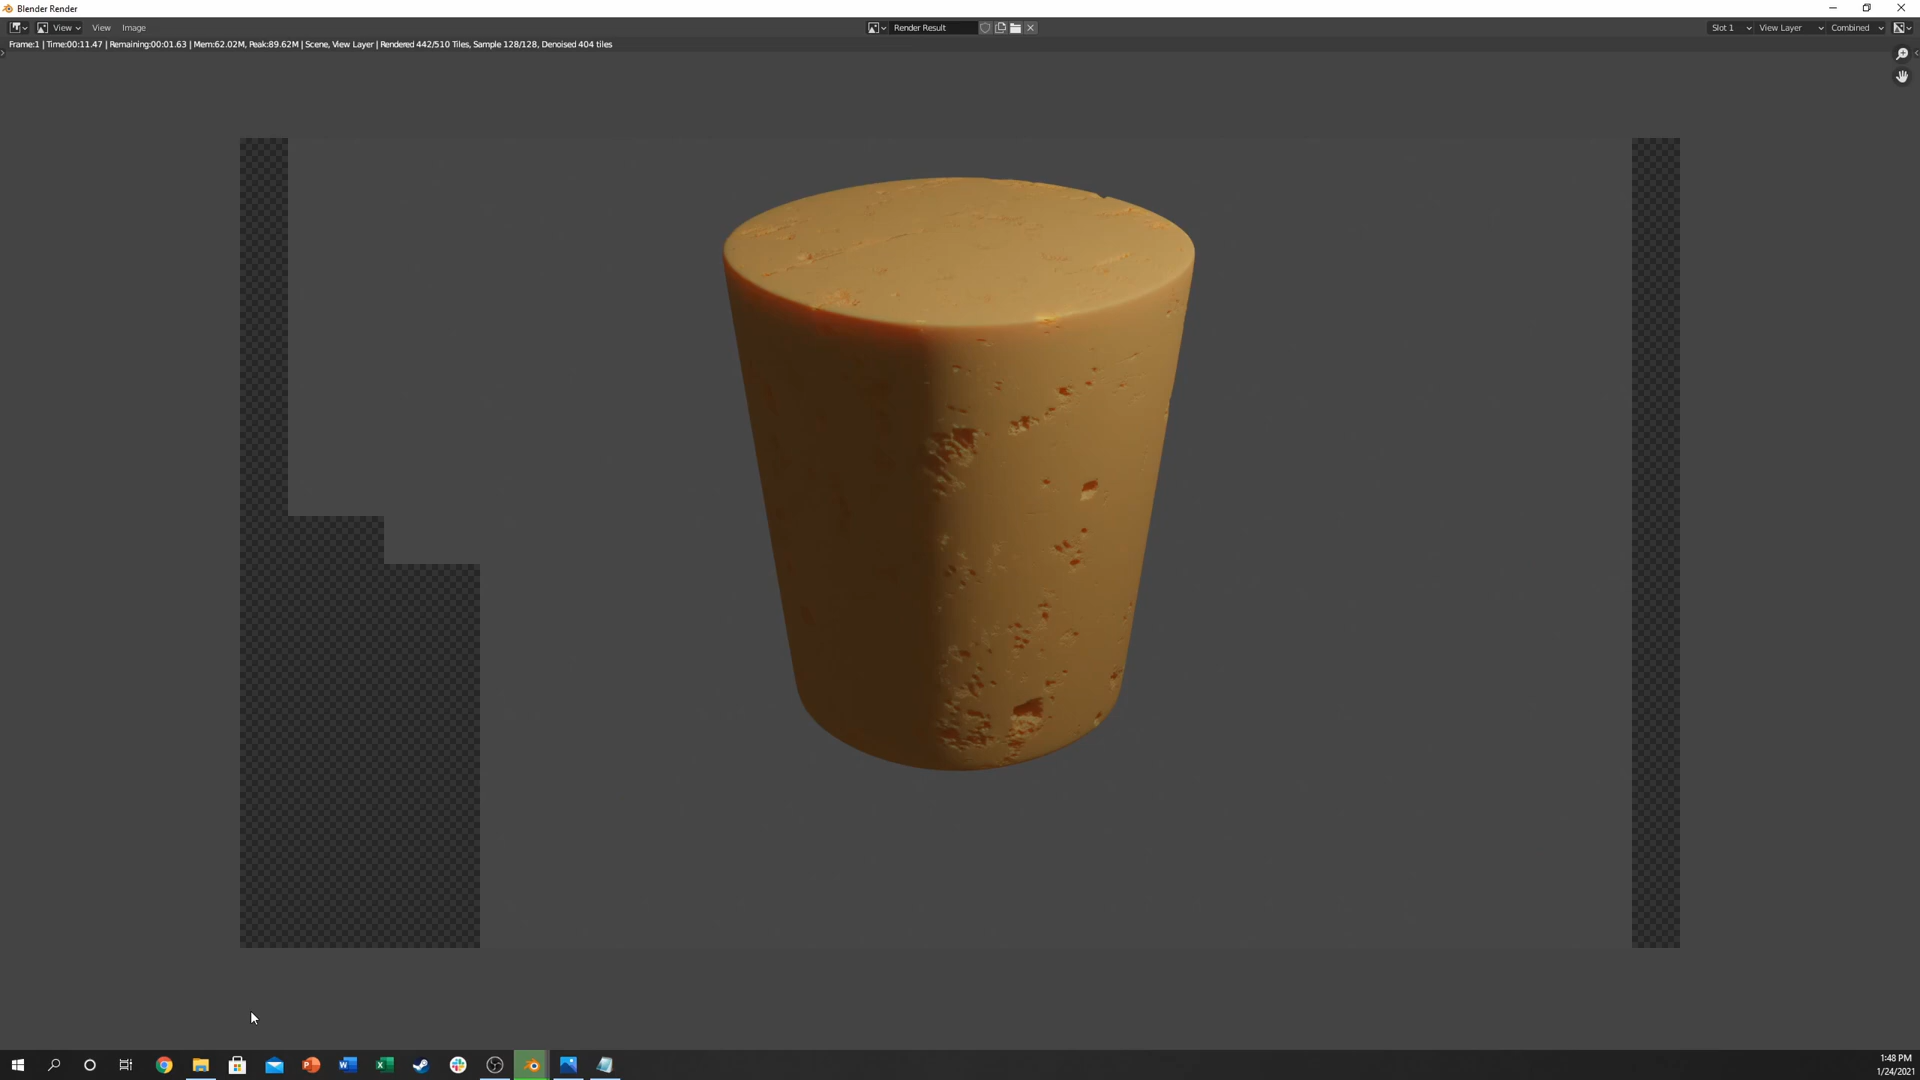 Blender Render
View View Image Render Result Slot 1 View Layer Combined
Frame:1 | Time:00:11.47 | Remaining:00:01.63 | Mem:62.02M, Peak:89.62M | Scene, View Layer | Rendered 442/510 Tiles, Sample 128/128, Denoised 404 tiles
1:48 PM
1/24/2021